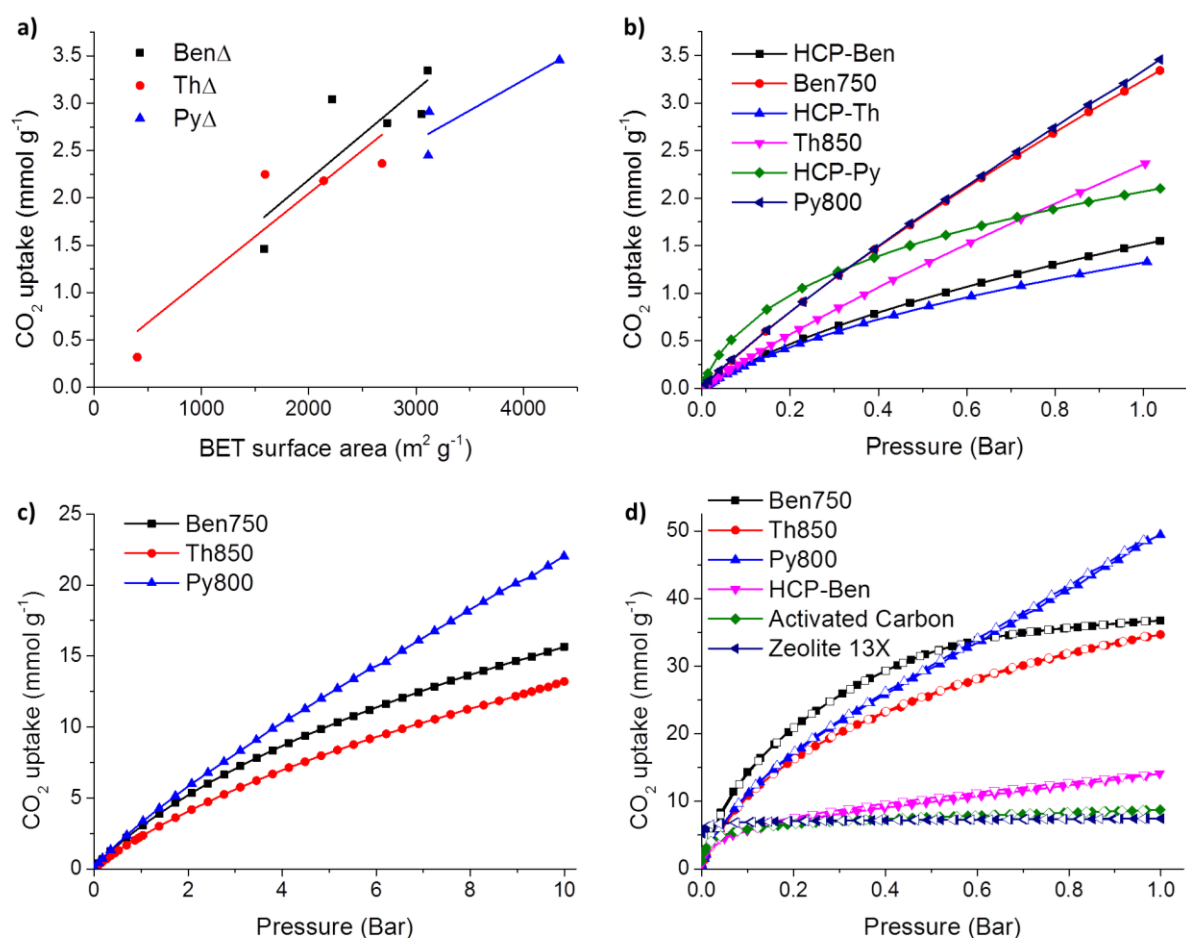 a)
BenΔ
ThΔ
PyΔ
3.5
3.0
2.5
2.0
1.5
1.0
0.5
0.0
CO₂ uptake (mmol g⁻¹)
0 1000 2000 3000 4000
BET surface area (m² g⁻¹)
b)
HCP-Ben
Ben750
HCP-Th
Th850
HCP-Py
Py800
3.5
3.0
2.5
2.0
1.5
1.0
0.5
0.0
CO₂ uptake (mmol g⁻¹)
0.0 0.2 0.4 0.6 0.8 1.0
Pressure (Bar)
c)
Ben750
Th850
Py800
25
20
15
10
5
0
CO₂ uptake (mmol g⁻¹)
0 2 4 6 8 10
Pressure (Bar)
d)
Ben750
Th850
Py800
HCP-Ben
Activated Carbon
Zeolite 13X
50
40
30
20
10
0
CO₂ uptake (mmol g⁻¹)
0.0 0.2 0.4 0.6 0.8 1.0
Pressure (Bar)